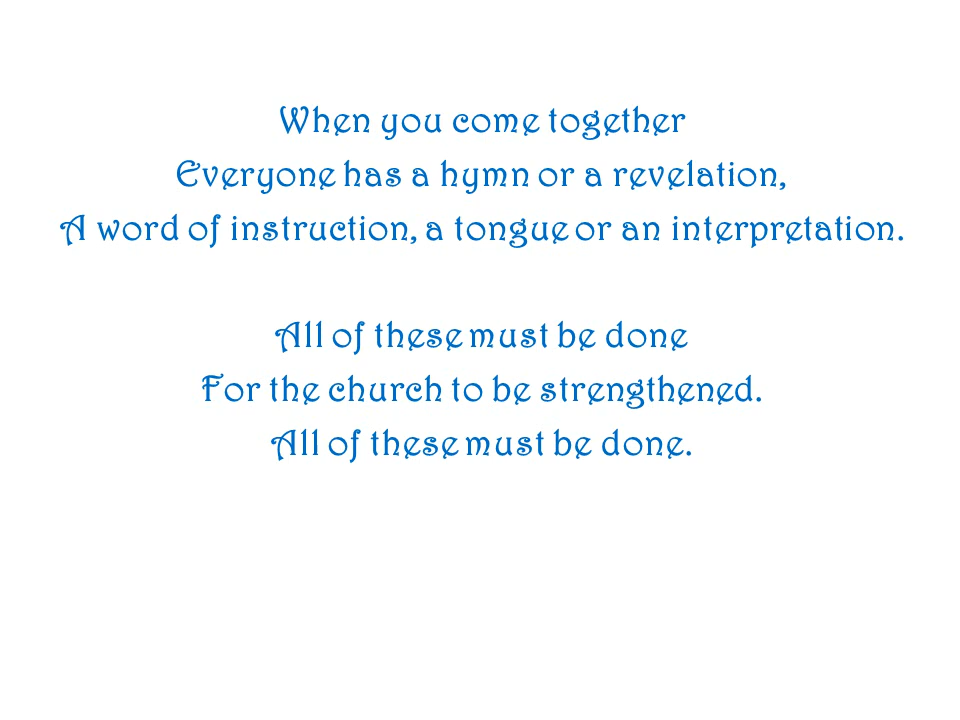 When you come together
Everyone has a hymn or a revelation,
A word of instruction, a tongue or an interpretation.
All of these must be done
For the church to be strengthened.
All of these must be done.